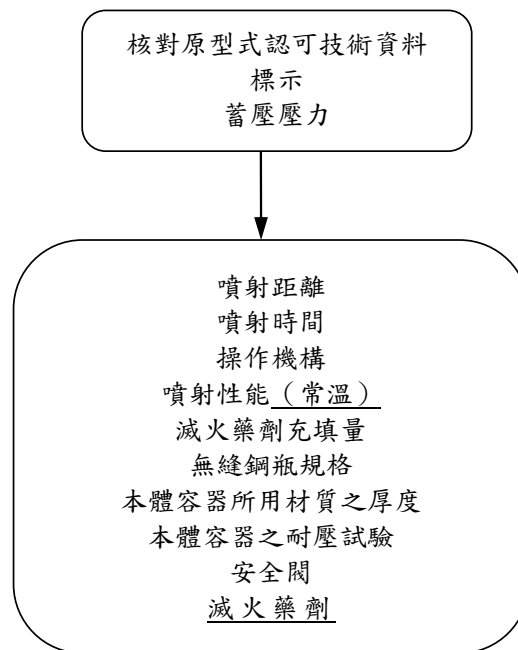 核對原型式認可技術資料
標示
蓄壓壓力
噴射距離
噴射時間
操作機構
噴射性能（常溫）
滅火藥劑充填量
無縫鋼瓶規格
本體容器所用材質之厚度
本體容器之耐壓試驗
安全閥
滅火藥劑